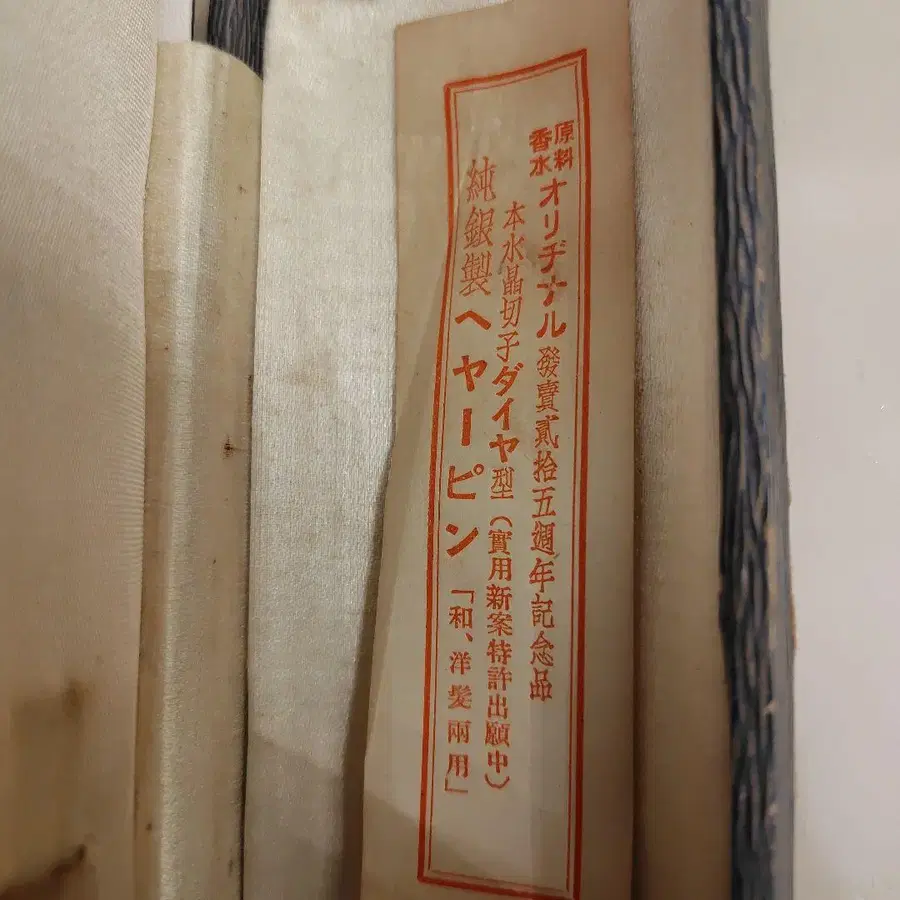 原料香水オリヂナル發賣貳拾五週年記念品
本水晶切子ダイヤ型(實用新案特許出願中)
純銀製ヘヤーピン「和、洋髪兩用」